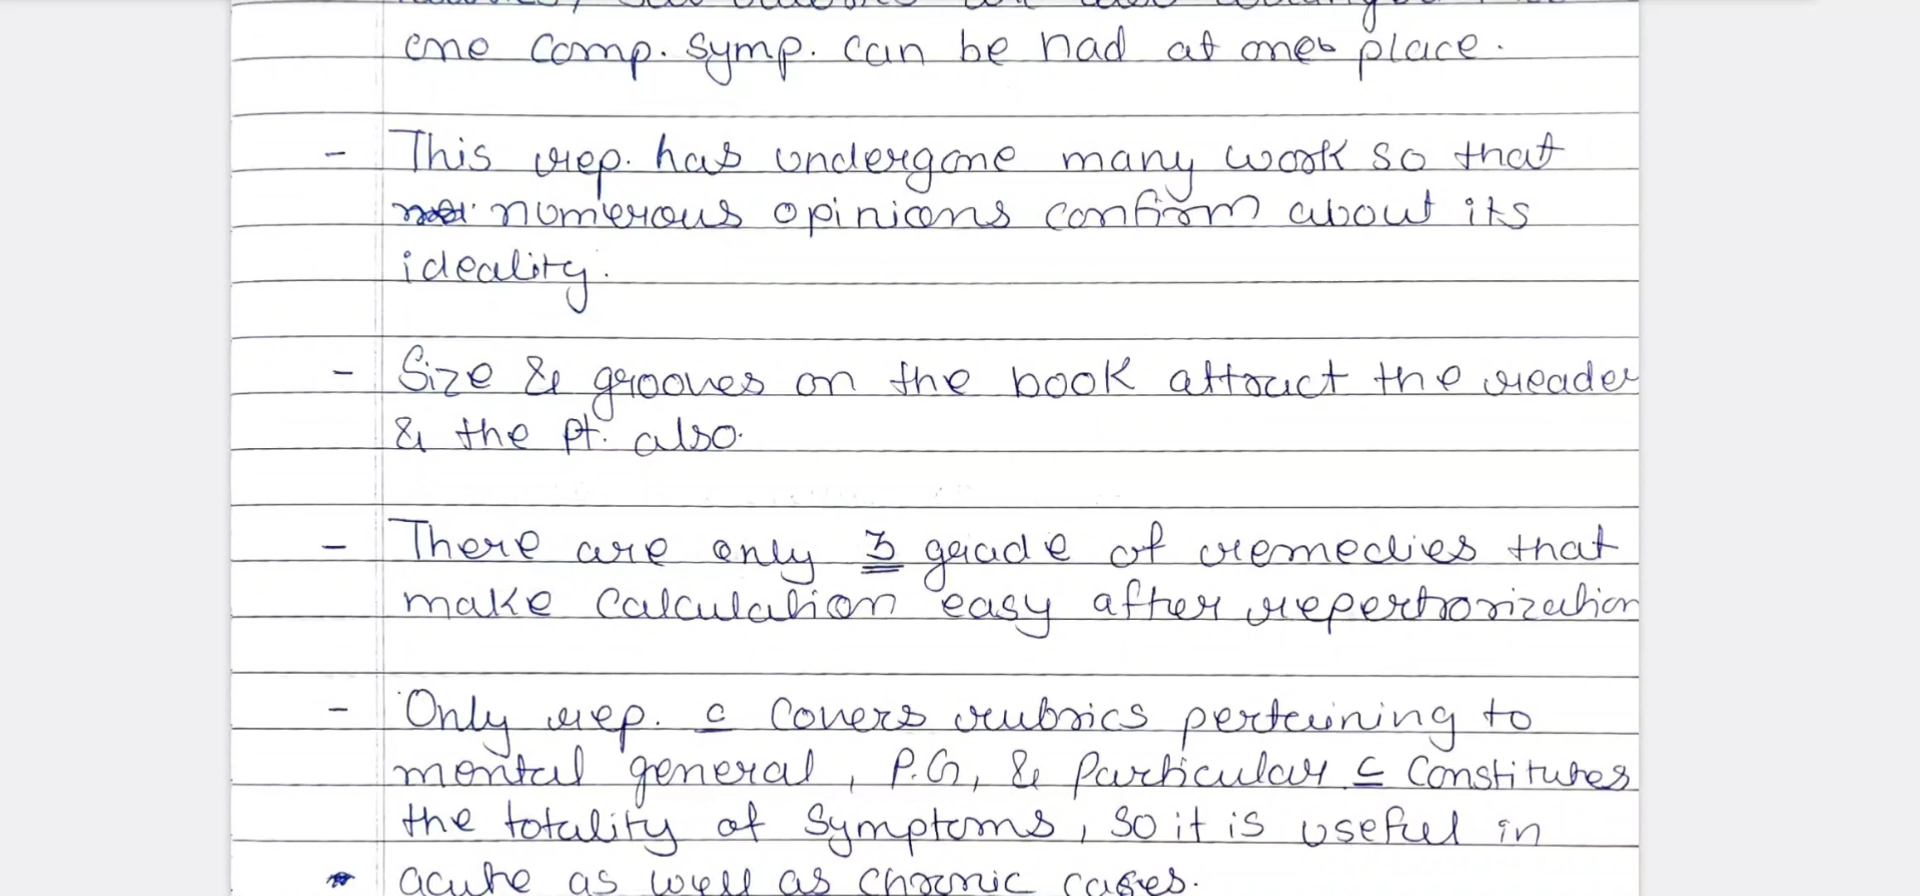 one comp. symp. can be had at one place.
- This rep. has undergone many work so that
numerous opinions confirm about its
ideality.
- Size & grooves on the book attract the reader
& the pt. also.
- There are only 3 grade of remedies that
make calculation easy after repertorization
- Only rep. c covers rubrics pertaining to
mental general, P.G, & Particular c constitutes
the totality of symptoms, so it is useful in
acute as well as chronic cases.